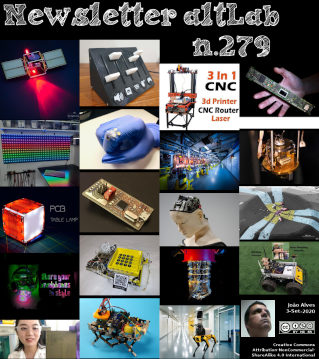 Newsletter altLab
n.279
3 in 1
CNC
3d Printer
CNC Router
Laser
PCB
TABLE LAMP
Share your
headphones
in style
João Alves
3-Set-2020
Creative Commons
Attribution-NonCommercial-
ShareAlike 4.0 International